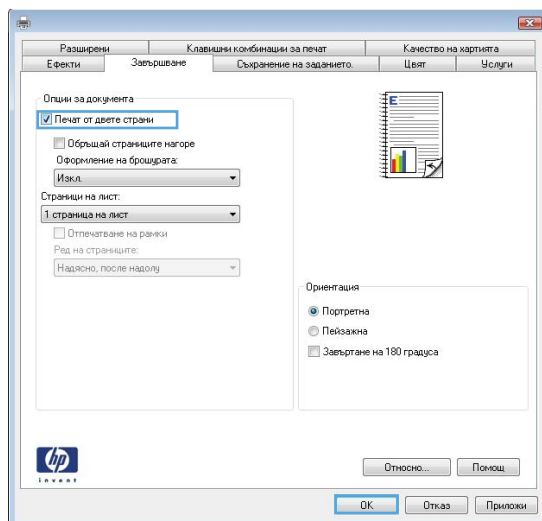 Разширени
Клавишни комбинации за печат
Качество на хартията
Ефекти
Завършване
Съхранение на заданието.
Цвят
Услуги
Опции за документа
Печат от двете страни
Обръщай страниците нагоре
Оформление на брошурата:
Изкл.
Страници на лист:
1 страница на лист
Отпечатване на рамки
Ред на страниците:
Надясно, после надолу
E
Ориентация
Портретна
Пейзажна
Завъртане на 180 градуса
hp
invent
Относно...
Помощ
OK
Отказ
Приложи